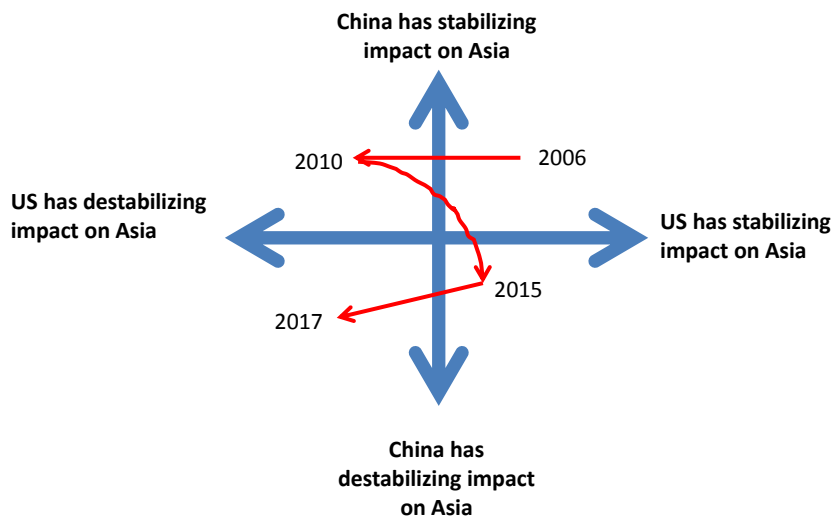 China has stabilizing
impact on Asia
2010
2006
US has destabilizing
impact on Asia
US has stabilizing
impact on Asia
2015
2017
China has
destabilizing impact
on Asia